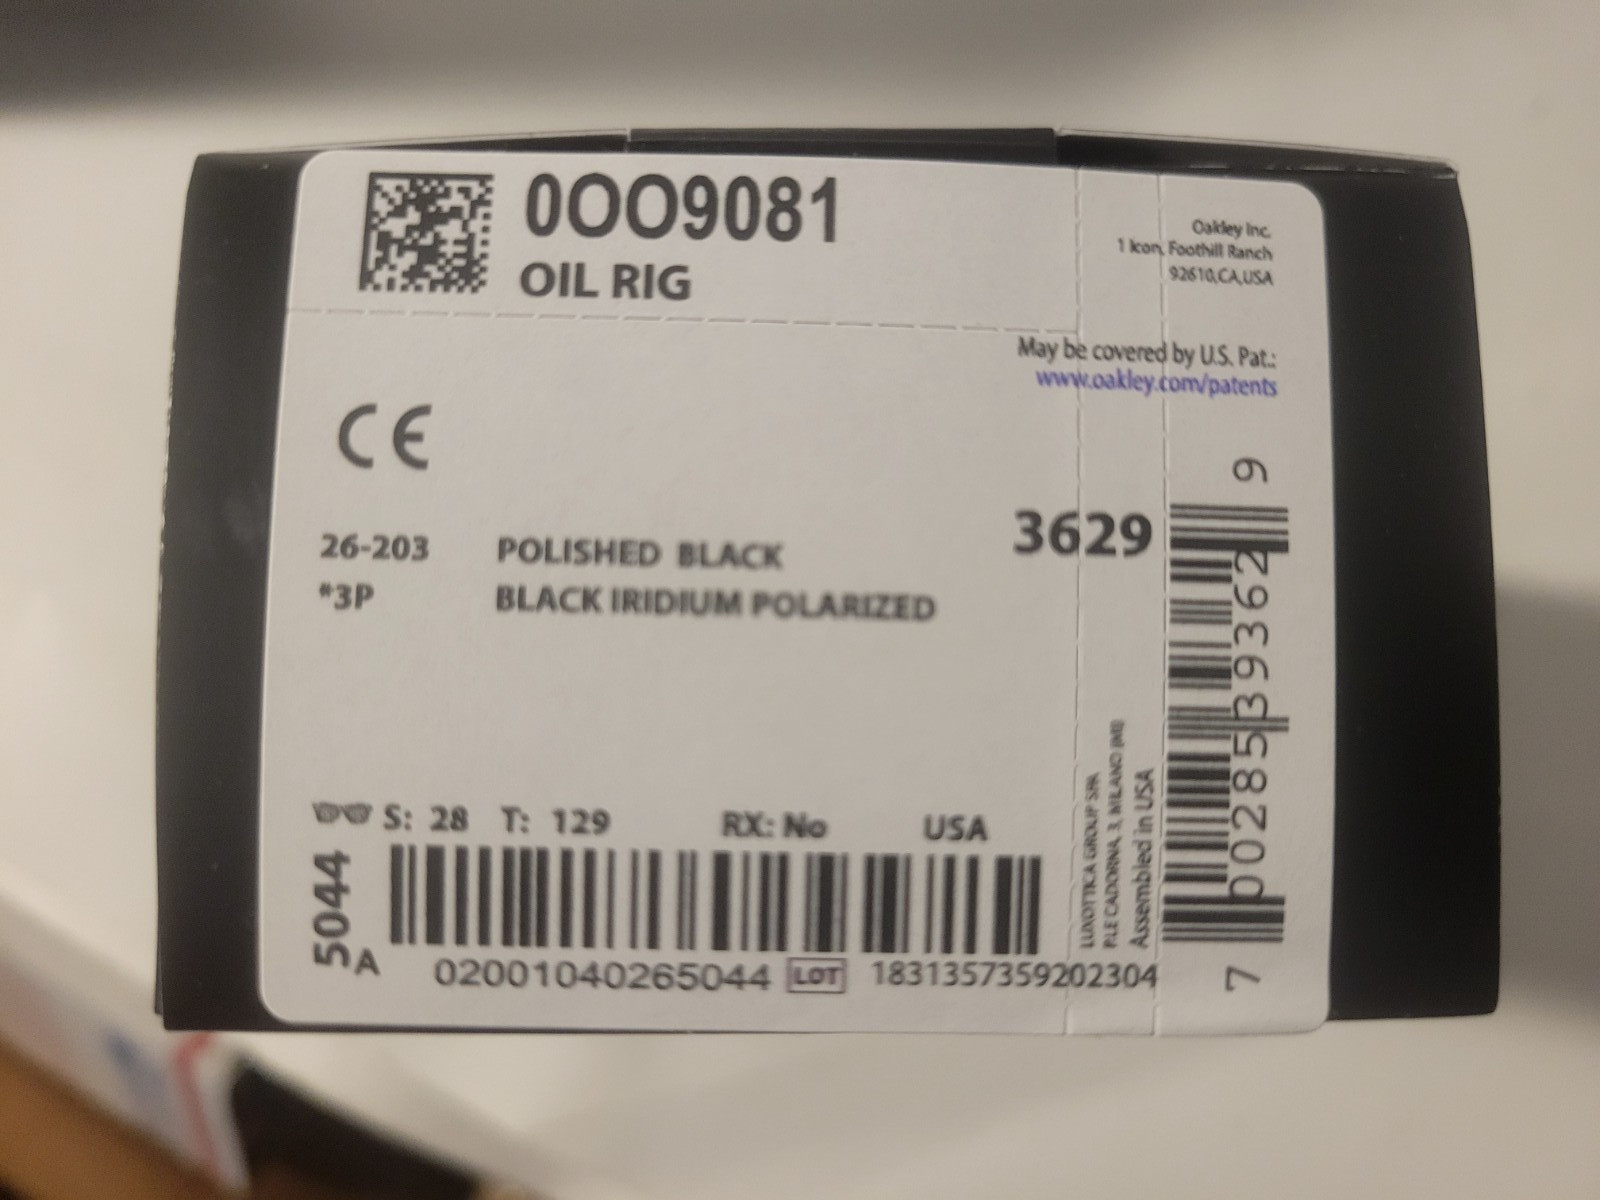 0OO9081
OIL RIG
Oakley Inc.
1 Icon, Foothill Ranch
92610,CA,USA
May be covered by U.S. Pat.:
www.oakley.com/patents
CE
26-203 POLISHED BLACK
*3P BLACK IRIDIUM POLARIZED
3629
S: 28 T: 129 RX: No USA
5044
A
02001040265044 LOT 1831357359202304
LUXOTTICA GROUP SPA
P.LE CADORNA, 3, MILANO (MI)
Assembled in USA
7 00285 39362 9